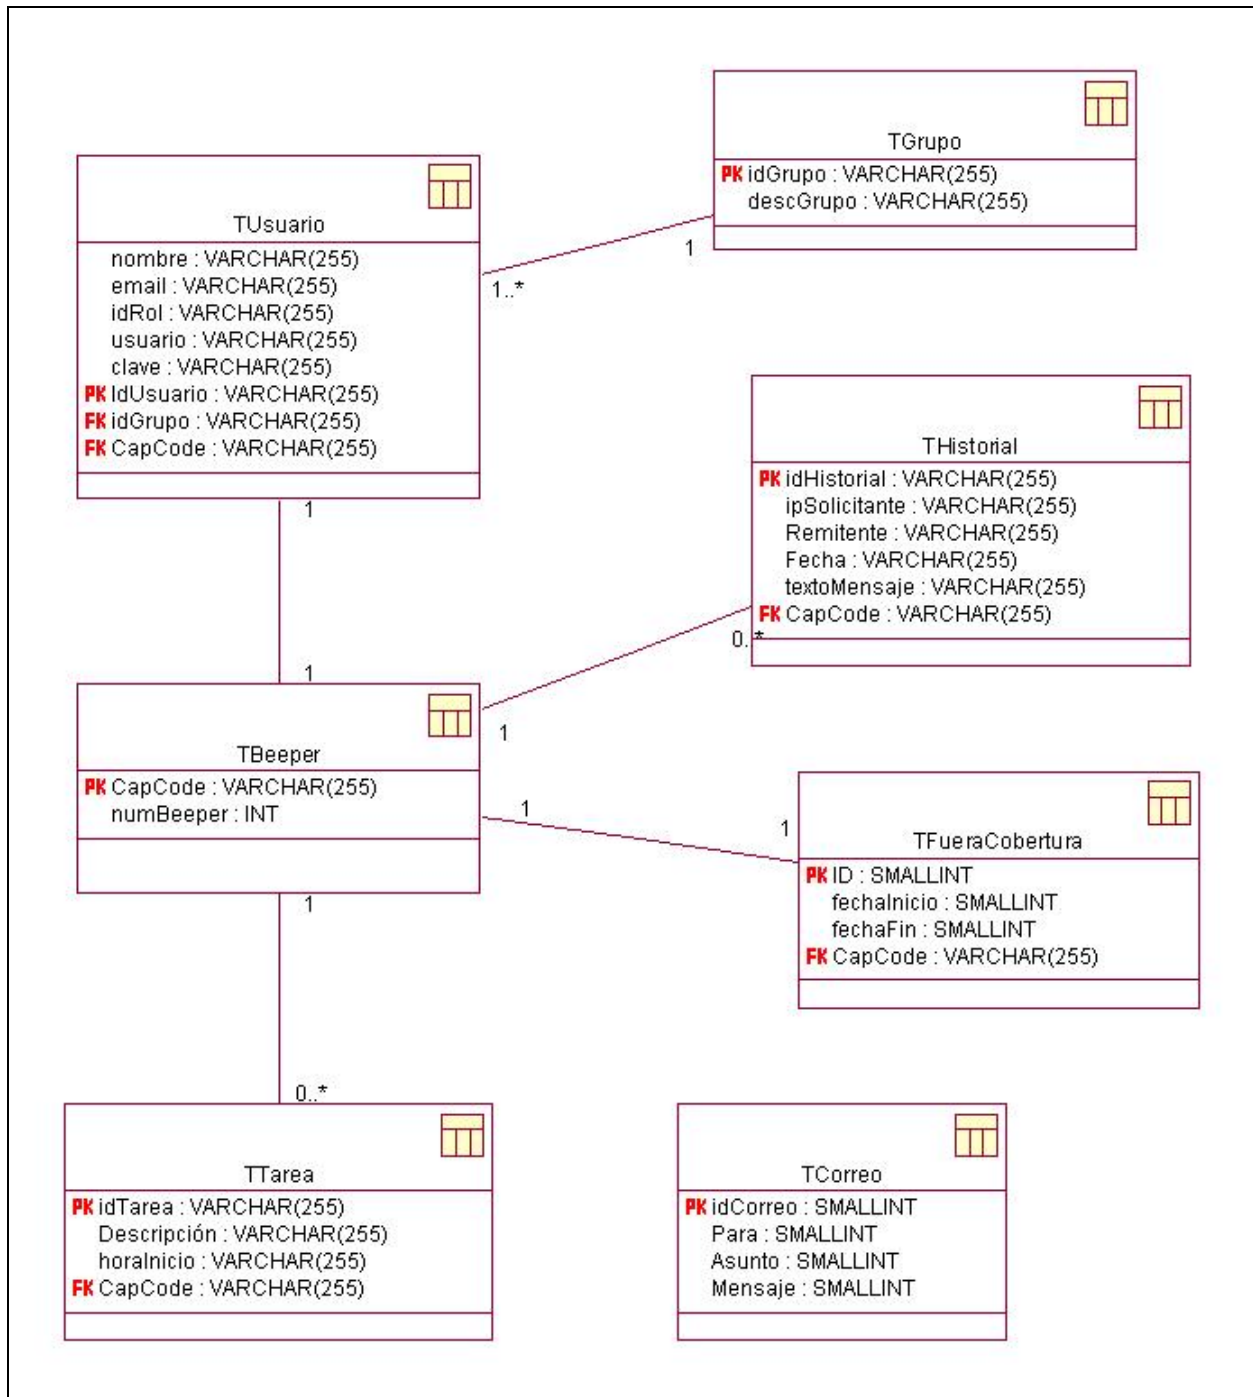 TGrupo
PK idGrupo : VARCHAR(255)
descGrupo : VARCHAR(255)
TUsuario
nombre : VARCHAR(255)
email : VARCHAR(255)
idRol : VARCHAR(255)
usuario : VARCHAR(255)
clave : VARCHAR(255)
PK IdUsuario : VARCHAR(255)
FK idGrupo : VARCHAR(255)
FK CapCode : VARCHAR(255)
1
1..*
THistorial
PK idHistorial : VARCHAR(255)
ipSolicitante : VARCHAR(255)
Remitente : VARCHAR(255)
Fecha : VARCHAR(255)
textoMensaje : VARCHAR(255)
FK CapCode : VARCHAR(255)
1
0..*
1
1
TBeeper
PK CapCode : VARCHAR(255)
numBeeper : INT
1
1
TFueraCobertura
PK ID : SMALLINT
fechaInicio : SMALLINT
fechaFin : SMALLINT
FK CapCode : VARCHAR(255)
1
0..*
TTarea
PK idTarea : VARCHAR(255)
Descripción : VARCHAR(255)
horaInicio : VARCHAR(255)
FK CapCode : VARCHAR(255)
TCorreo
PK idCorreo : SMALLINT
Para : SMALLINT
Asunto : SMALLINT
Mensaje : SMALLINT